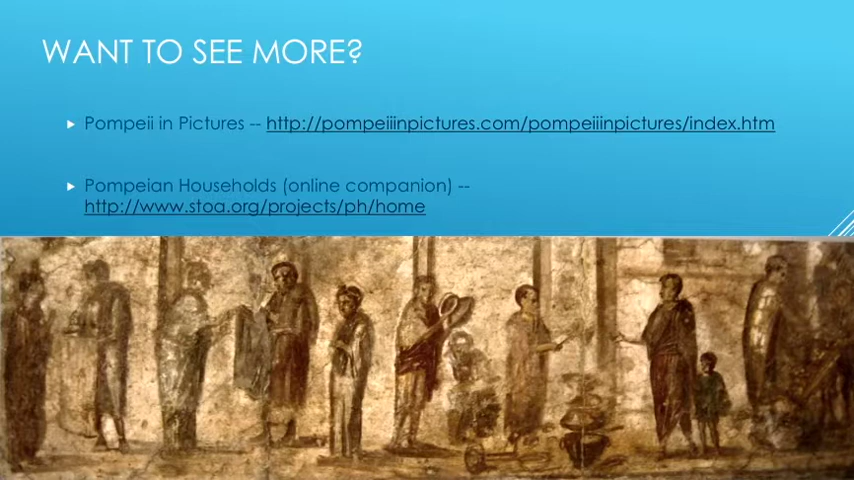 WANT TO SEE MORE?
Pompeii in Pictures -- http://pompeiiinpictures.com/pompeiiinpictures/index.htm
Pompeian Households (online companion) --
http://www.stoa.org/projects/ph/home